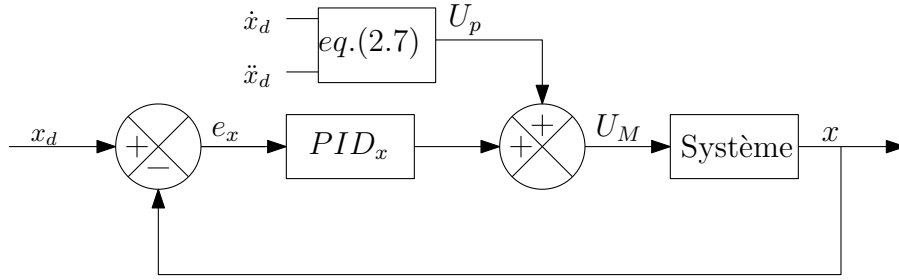 ẋ_d
ẍ_d
eq.(2.7)
U_p
x_d
+
−
e_x
PID_x
+
+
U_M
Système
x